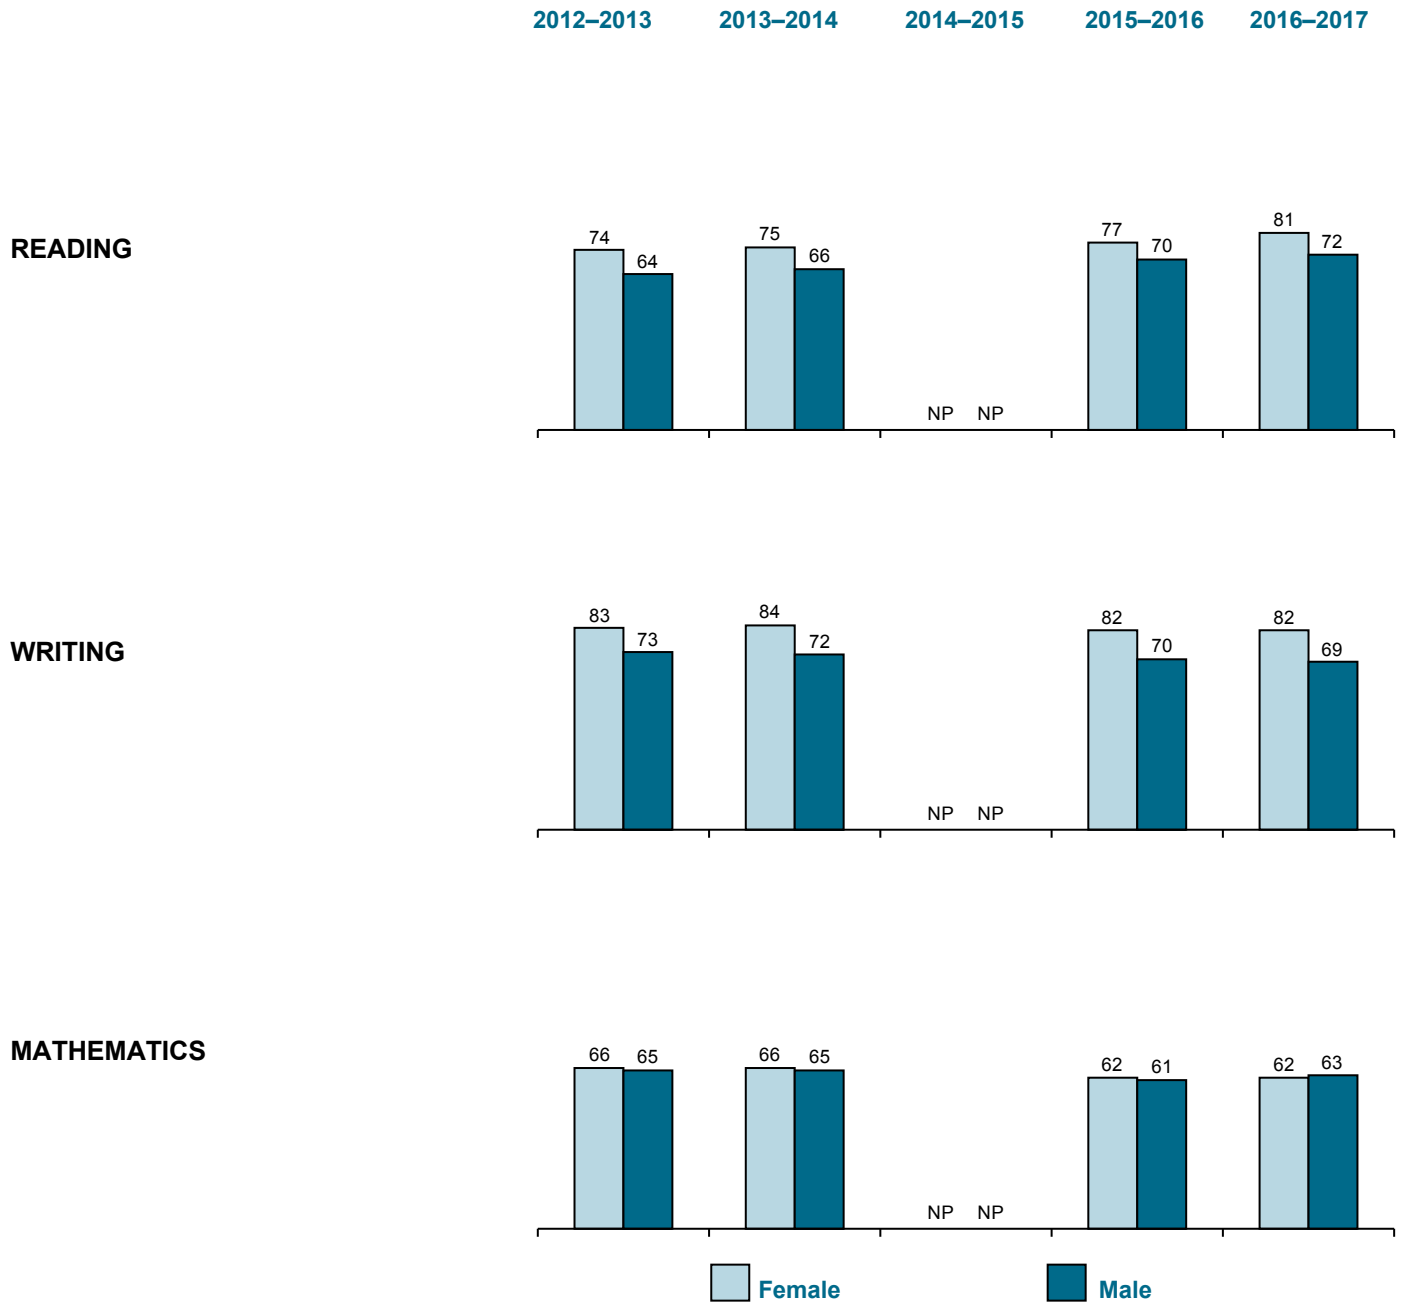 2012–2013 2013–2014 2014–2015 2015–2016 2016–2017
READING
74 64 75 66 NP NP 77 70 81 72
WRITING
83 73 84 72 NP NP 82 70 82 69
MATHEMATICS
66 65 66 65 NP NP 62 61 62 63
Female Male